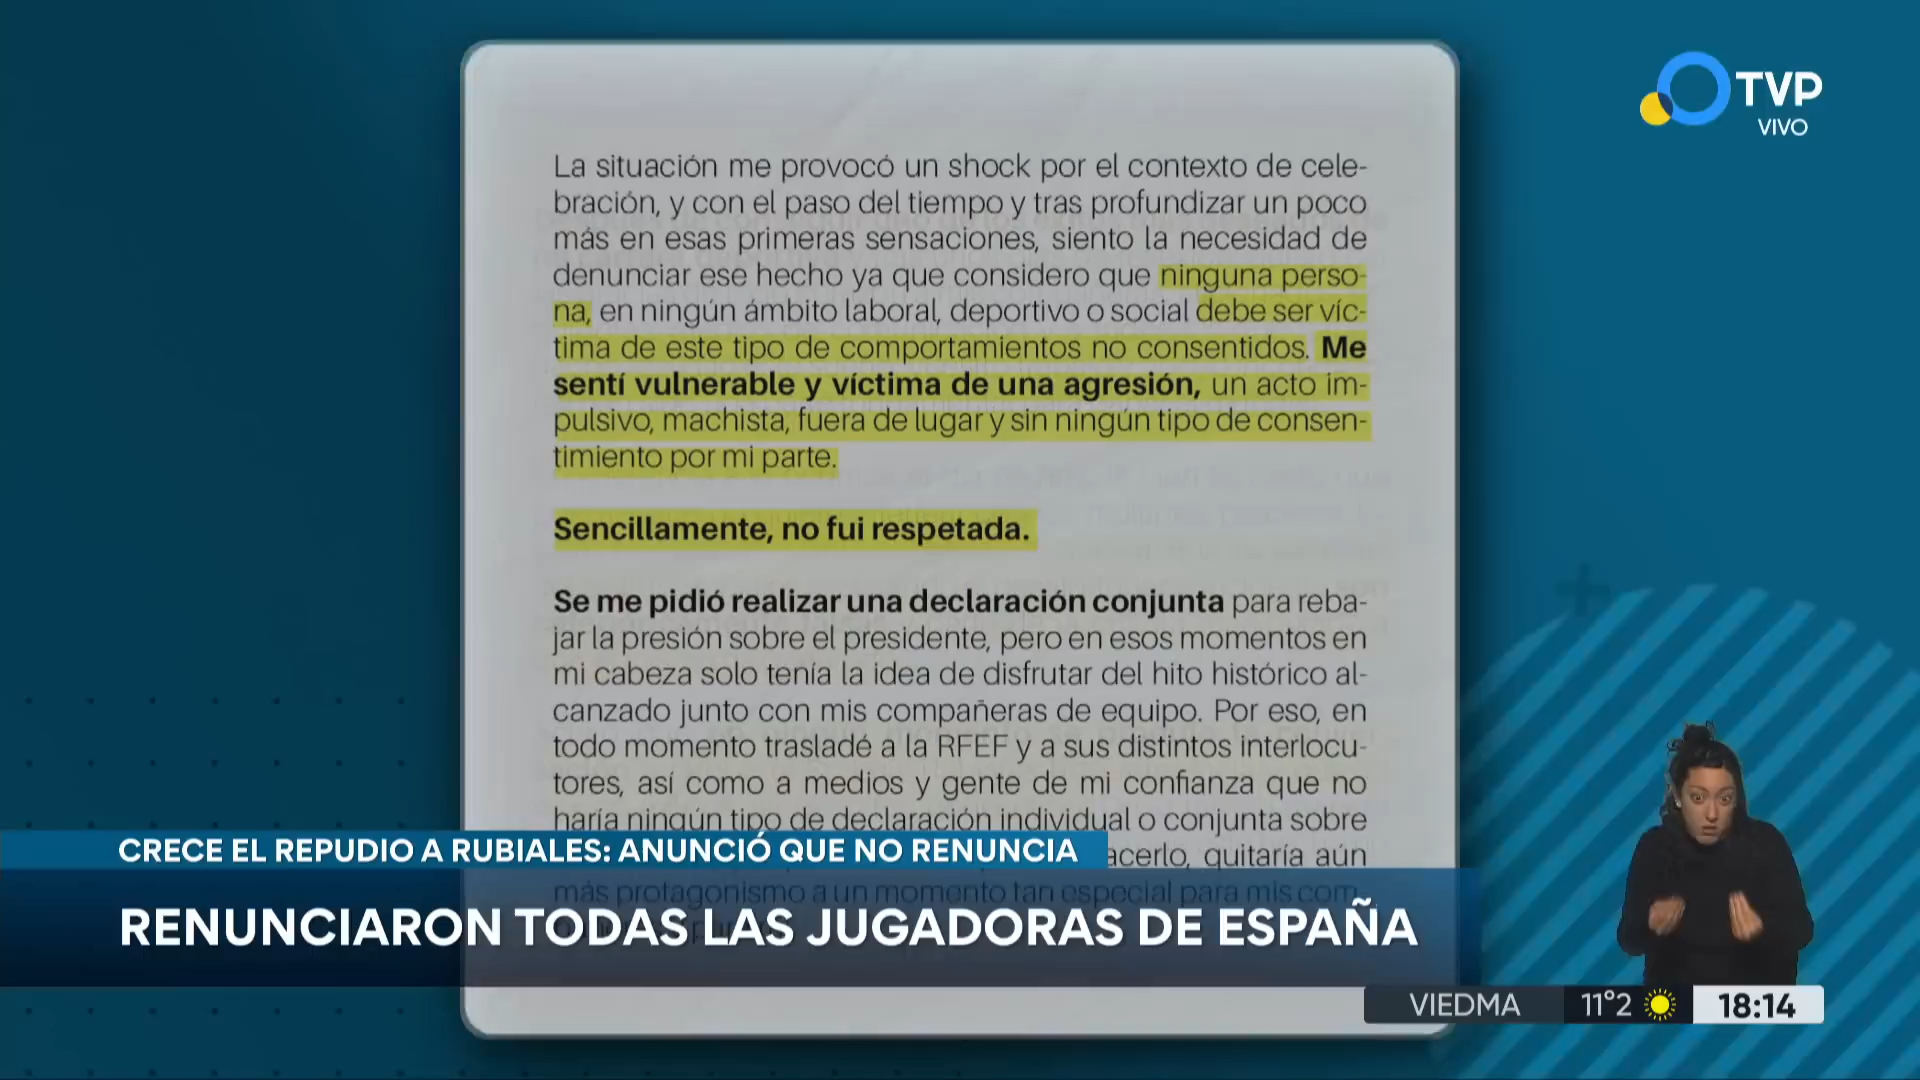 TVP
VIVO
La situación me provocó un shock por el contexto de cele-
bración, y con el paso del tiempo y tras profundizar un poco
más en esas primeras sensaciones, siento la necesidad de
denunciar ese hecho ya que considero que ninguna perso-
na, en ningún ámbito laboral, deportivo o social debe ser víc-
tima de este tipo de comportamientos no consentidos. Me
sentí vulnerable y víctima de una agresión, un acto im-
pulsivo, machista, fuera de lugar y sin ningún tipo de consen-
timiento por mi parte.
Sencillamente, no fui respetada.
Se me pidió realizar una declaración conjunta para reba-
jar la presión sobre el presidente, pero en esos momentos en
mi cabeza solo tenía la idea de disfrutar del hito histórico al-
canzado junto con mis compañeras de equipo. Por eso, en
todo momento trasladé a la RFEF y a sus distintos interlocu-
tores, así como a medios y gente de mi confianza que no
haría ningún tipo de declaración individual o conjunta sobre
acerlo, quitaría aún
más protagonismo a un momento tan especial para mis com-
CRECE EL REPUDIO A RUBIALES: ANUNCIÓ QUE NO RENUNCIA
RENUNCIARON TODAS LAS JUGADORAS DE ESPAÑA
VIEDMA 11°2 18:14